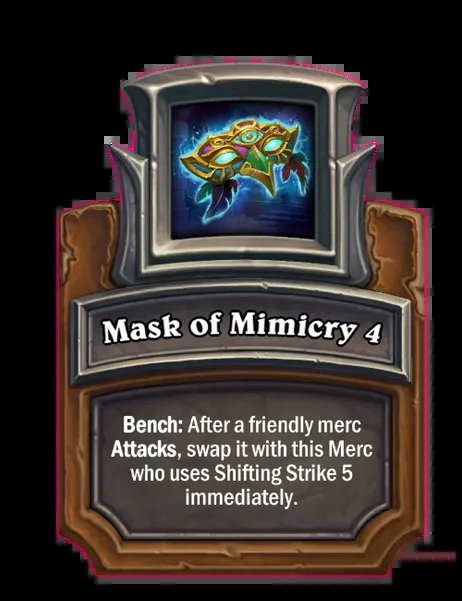 Mask of Mimicry 4
Bench: After a friendly merc
Attacks, swap it with this Merc
who uses Shifting Strike 5
immediately.